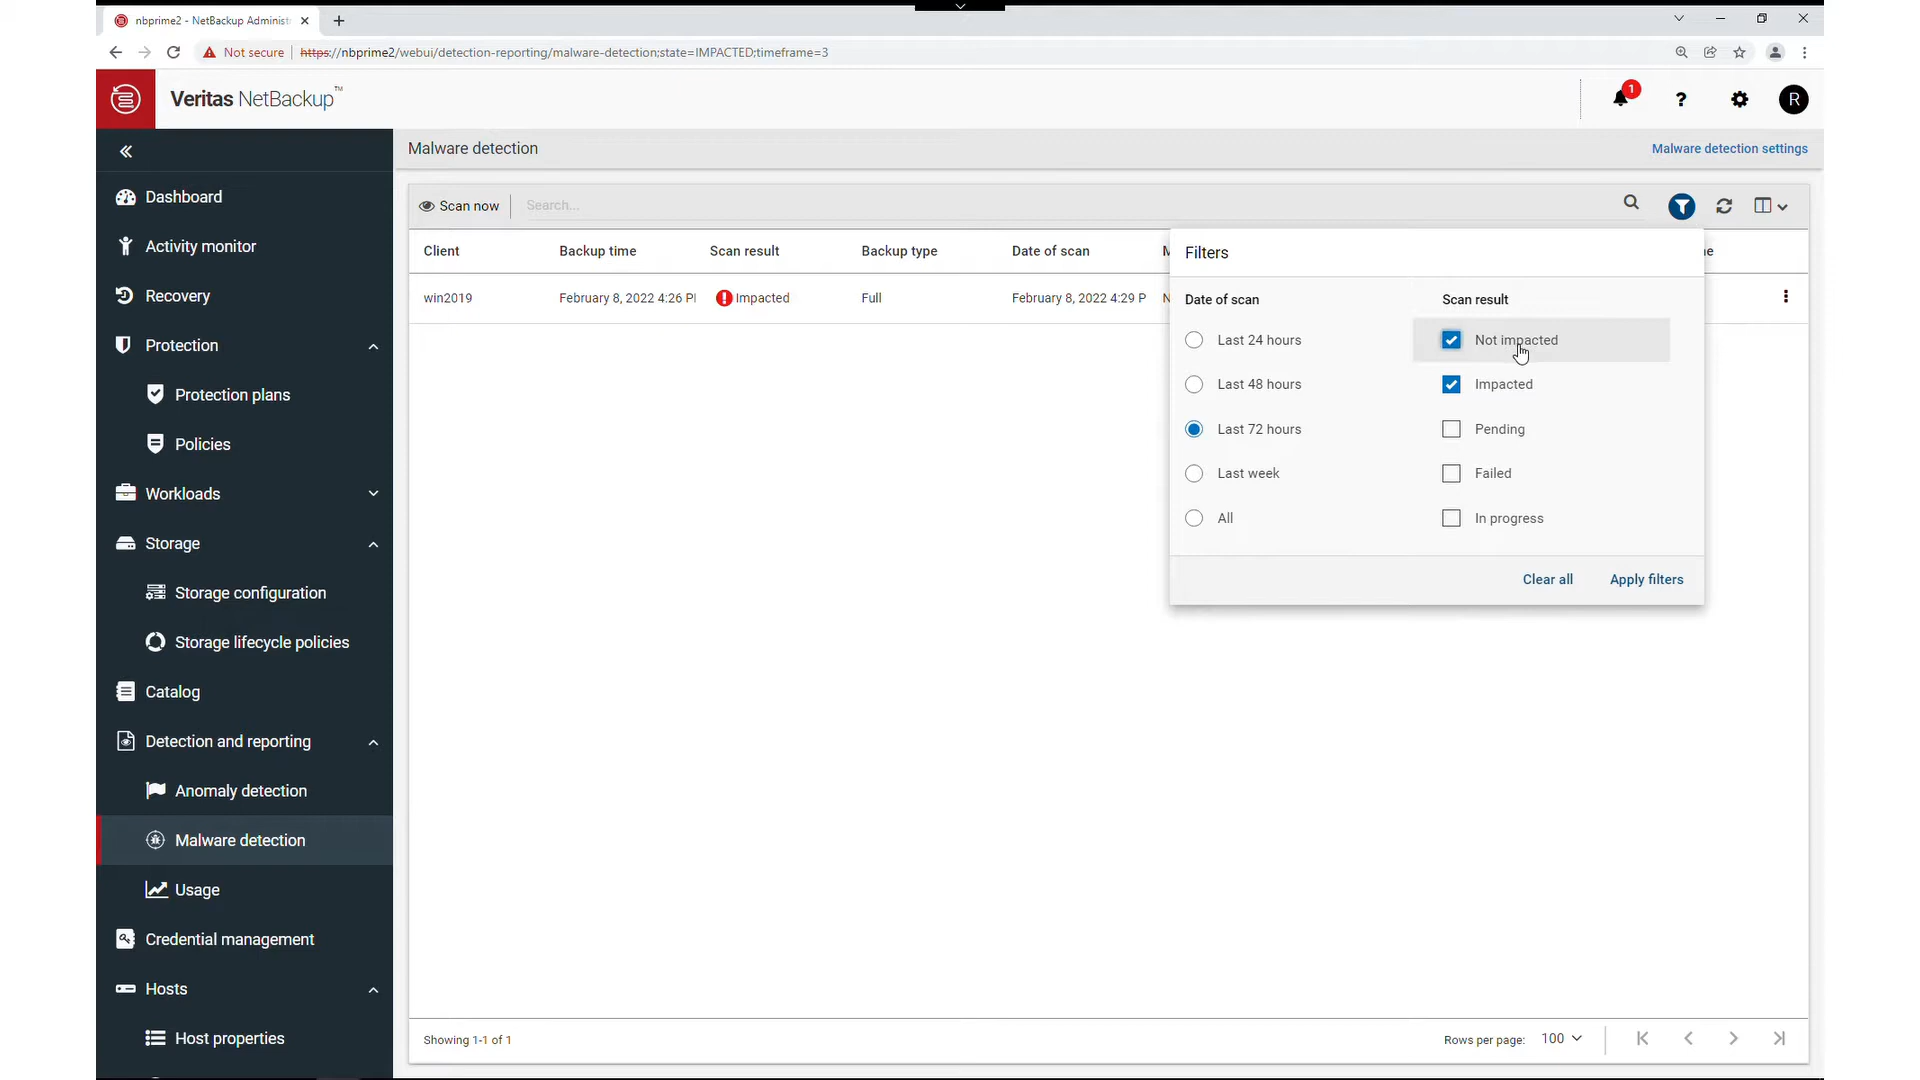 nbprime2 - NetBackup Administ
Not secure
https://nbprime2/webui/detection-reporting/malware-detection;state=IMPACTED;timeframe=3
Veritas NetBackup™
1
?
R
Malware detection
Malware detection settings
Dashboard
Activity monitor
Recovery
Protection
Protection plans
Policies
Workloads
Storage
Storage configuration
Storage lifecycle policies
Catalog
Detection and reporting
Anomaly detection
Malware detection
Usage
Credential management
Hosts
Host properties
Scan now
Search...
Client Backup time Scan result Backup type Date of scan
win2019 February 8, 2022 4:26 P Impacted Full February 8, 2022 4:29 P
Filters
Date of scan
Last 24 hours
Last 48 hours
Last 72 hours
Last week
All
Scan result
Not impacted
Impacted
Pending
Failed
In progress
Clear all Apply filters
Showing 1-1 of 1
Rows per page: 100